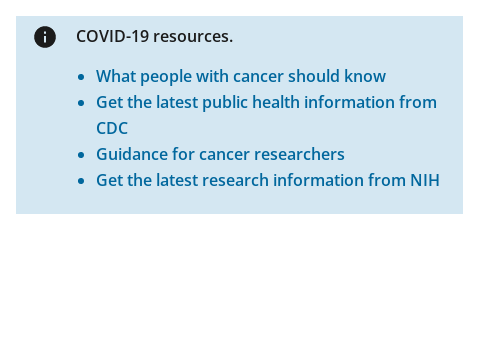 COVID-19 resources.
What people with cancer should know
Get the latest public health information from
CDC
Guidance for cancer researchers
Get the latest research information from NIH